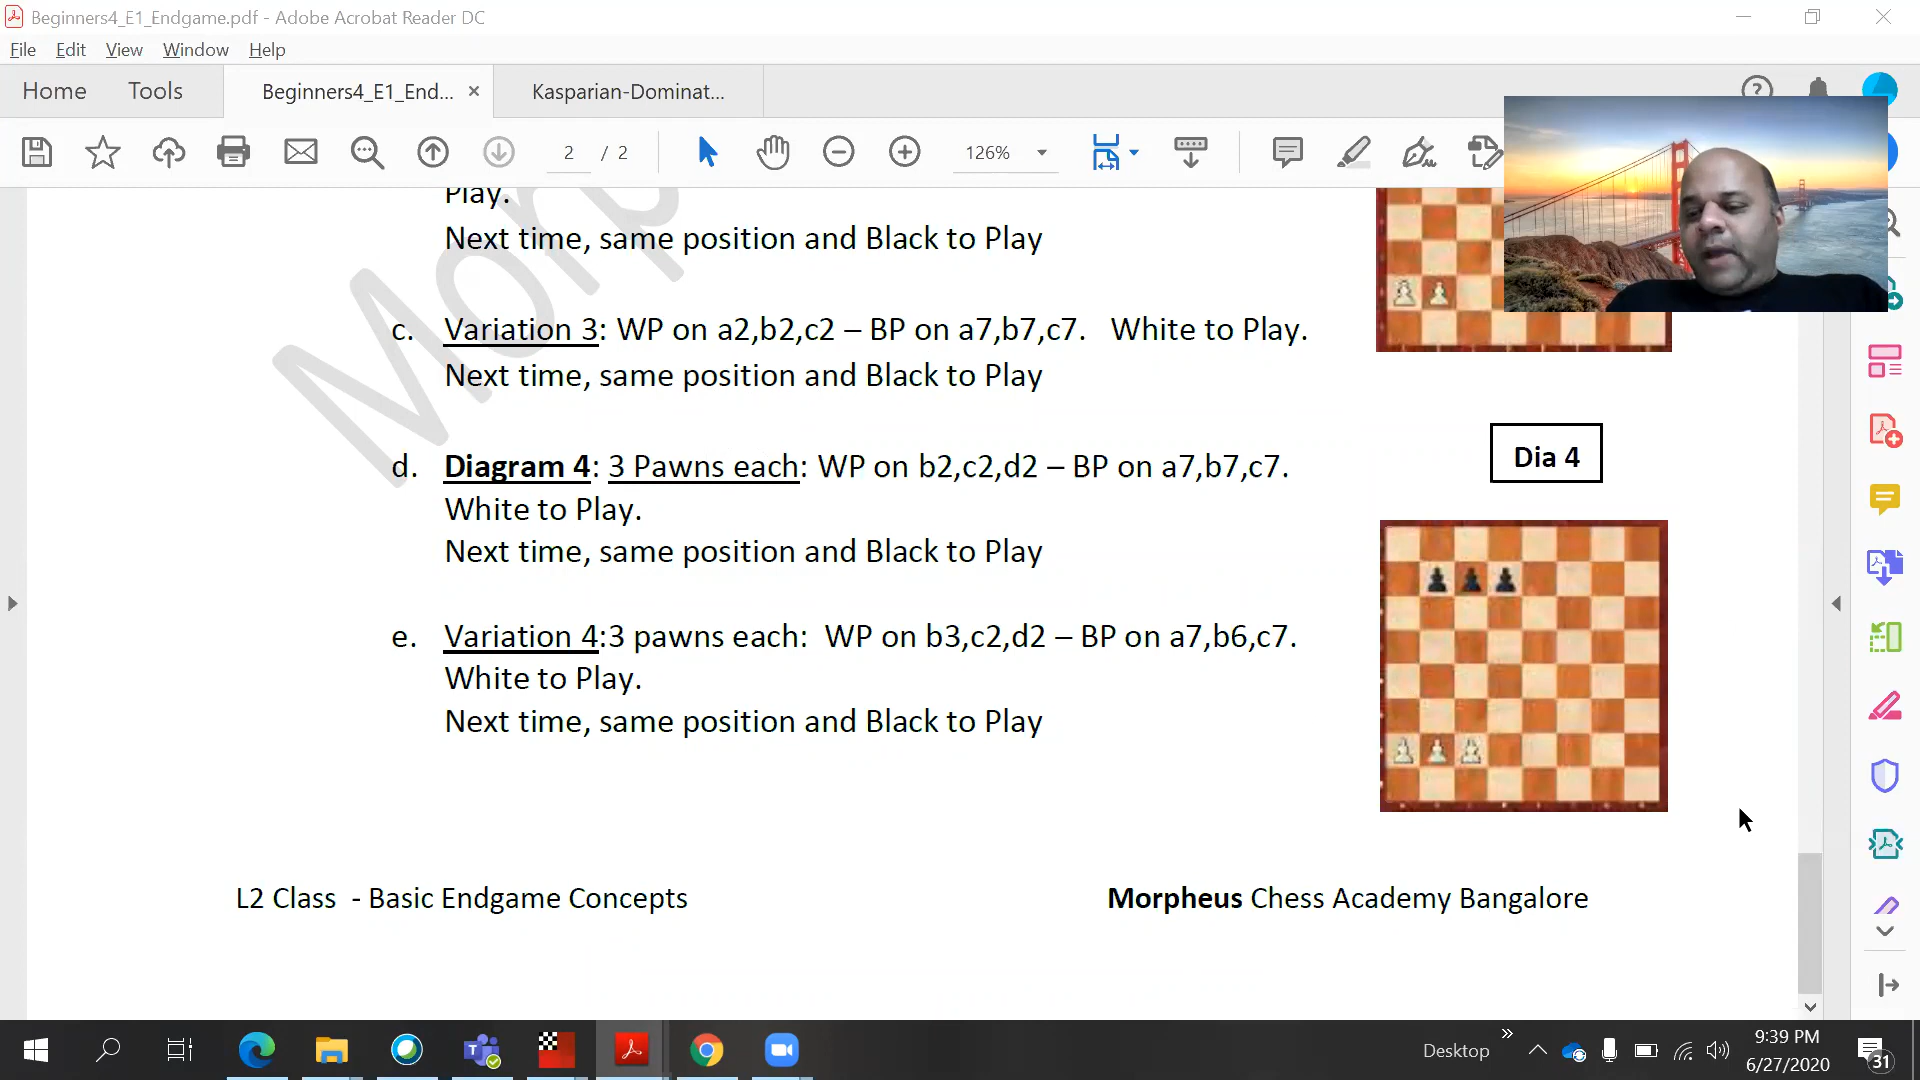 Beginners4_E1_Endgame.pdf - Adobe Acrobat Reader DC
File Edit View Window Help
Home Tools Beginners4_E1_End... × Kasparian-Dominat...
2 / 2 126%
Play.
Next time, same position and Black to Play
c. Variation 3: WP on a2,b2,c2 – BP on a7,b7,c7. White to Play.
Next time, same position and Black to Play
d. Diagram 4: 3 Pawns each: WP on b2,c2,d2 – BP on a7,b7,c7.
White to Play.
Next time, same position and Black to Play
Dia 4
e. Variation 4:3 pawns each: WP on b3,c2,d2 – BP on a7,b6,c7.
White to Play.
Next time, same position and Black to Play
L2 Class - Basic Endgame Concepts
Morpheus Chess Academy Bangalore
Desktop
9:39 PM
6/27/2020
31